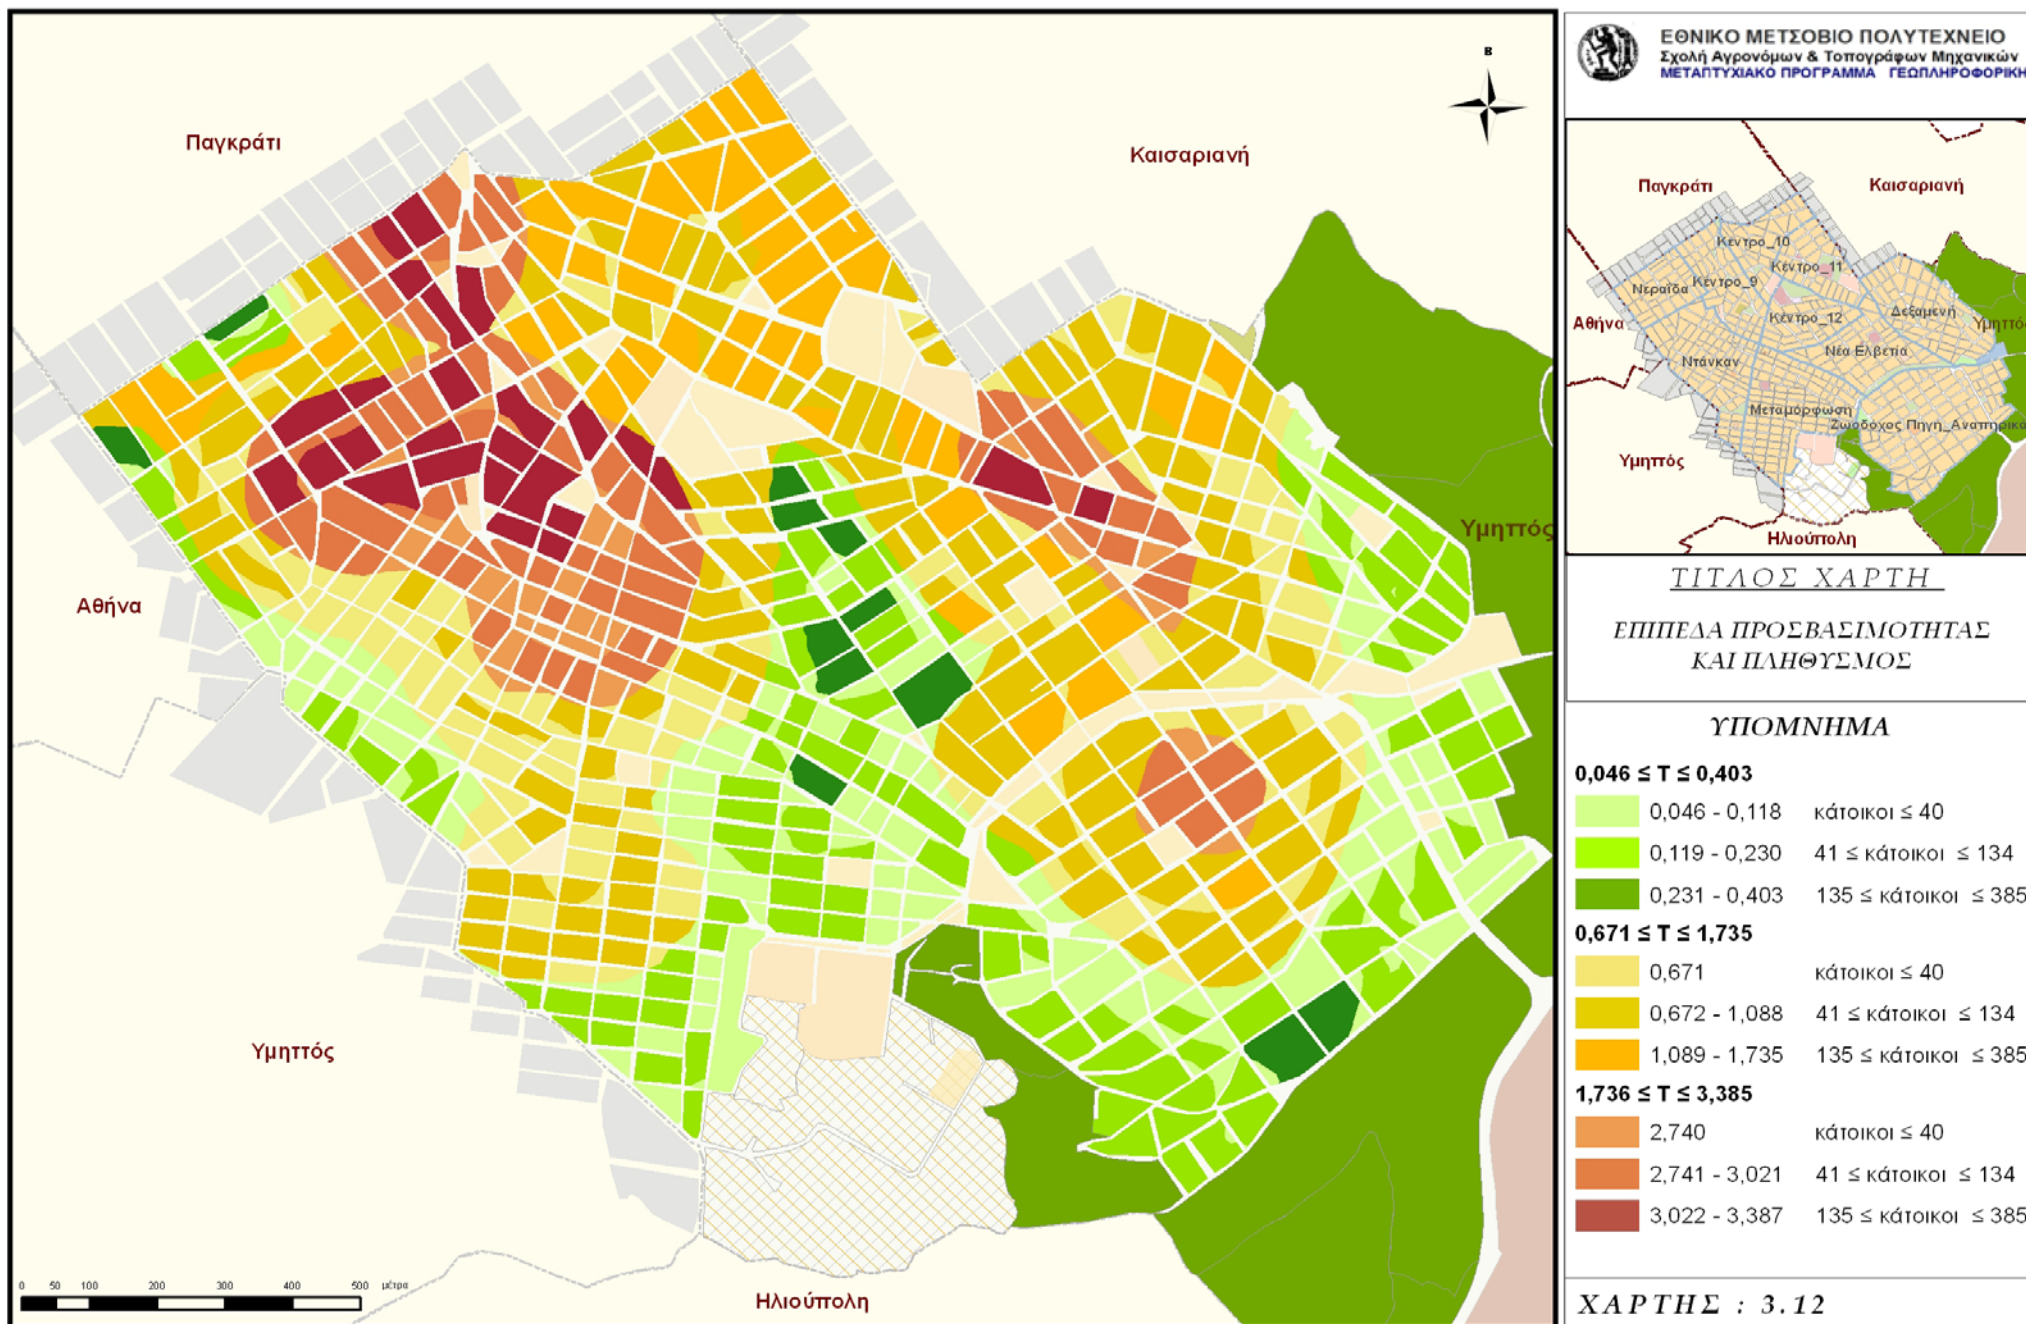 Παγκράτι
Καισαριανή
Αθήνα
Υμηττός
Υμηττός
Ηλιούπολη
Β
0 50 100 200 300 400 500 μέτρα
ΕΘΝΙΚΟ ΜΕΤΣΟΒΙΟ ΠΟΛΥΤΕΧΝΕΙΟ
Σχολή Αγρονόμων & Τοπογράφων Μηχανικών
ΜΕΤΑΠΤΥΧΙΑΚΟ ΠΡΟΓΡΑΜΜΑ ΓΕΩΠΛΗΡΟΦΟΡΙΚΗ
Παγκράτι
Καισαριανή
Κέντρο_10
Κέντρο_11
Κέντρο_9
Νεραΐδα
Κέντρο_12
Δεξαμενή
Αθήνα
Υμηττός
Νέα Ελβετία
Ντάνκαν
Μεταμόρφωση
Ζωοδόχος Πηγή_Αναπηρικά
Υμηττός
Ηλιούπολη
ΤΙΤΛΟΣ ΧΑΡΤΗ
ΕΠΙΠΕΔΑ ΠΡΟΣΒΑΣΙΜΟΤΗΤΑΣ
ΚΑΙ ΠΛΗΘΥΣΜΟΣ
ΥΠΟΜΝΗΜΑ
0,046 ≤ Τ ≤ 0,403
0,046 - 0,118 κάτοικοι ≤ 40
0,119 - 0,230 41 ≤ κάτοικοι ≤ 134
0,231 - 0,403 135 ≤ κάτοικοι ≤ 385
0,671 ≤ Τ ≤ 1,735
0,671 κάτοικοι ≤ 40
0,672 - 1,088 41 ≤ κάτοικοι ≤ 134
1,089 - 1,735 135 ≤ κάτοικοι ≤ 385
1,736 ≤ Τ ≤ 3,385
2,740 κάτοικοι ≤ 40
2,741 - 3,021 41 ≤ κάτοικοι ≤ 134
3,022 - 3,387 135 ≤ κάτοικοι ≤ 385
ΧΑΡΤΗΣ : 3.12